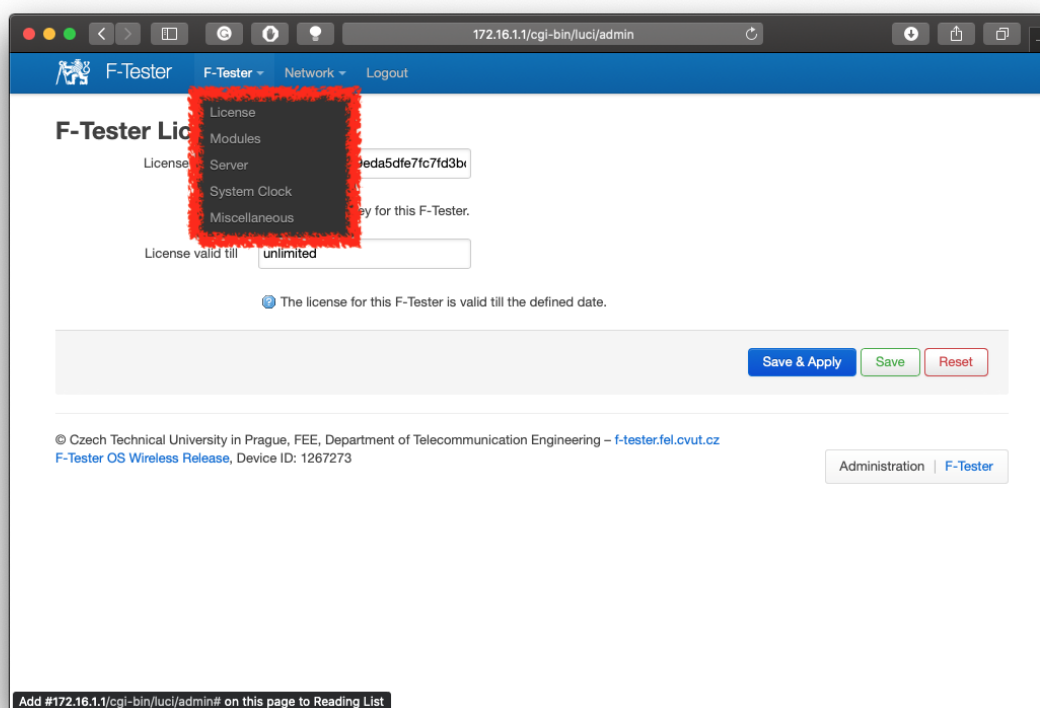 172.16.1.1/cgi-bin/luci/admin
F-Tester F-Tester Network Logout
License
Modules
Server
System Clock
Miscellaneous
F-Tester
License
for this F-Tester.
License valid till unlimited
The license for this F-Tester is valid till the defined date.
Save & Apply Save Reset
© Czech Technical University in Prague, FEE, Department of Telecommunication Engineering – f-tester.fel.cvut.cz
F-Tester OS Wireless Release, Device ID: 1267273
Administration | F-Tester
Add #172.16.1.1/cgi-bin/luci/admin# on this page to Reading List